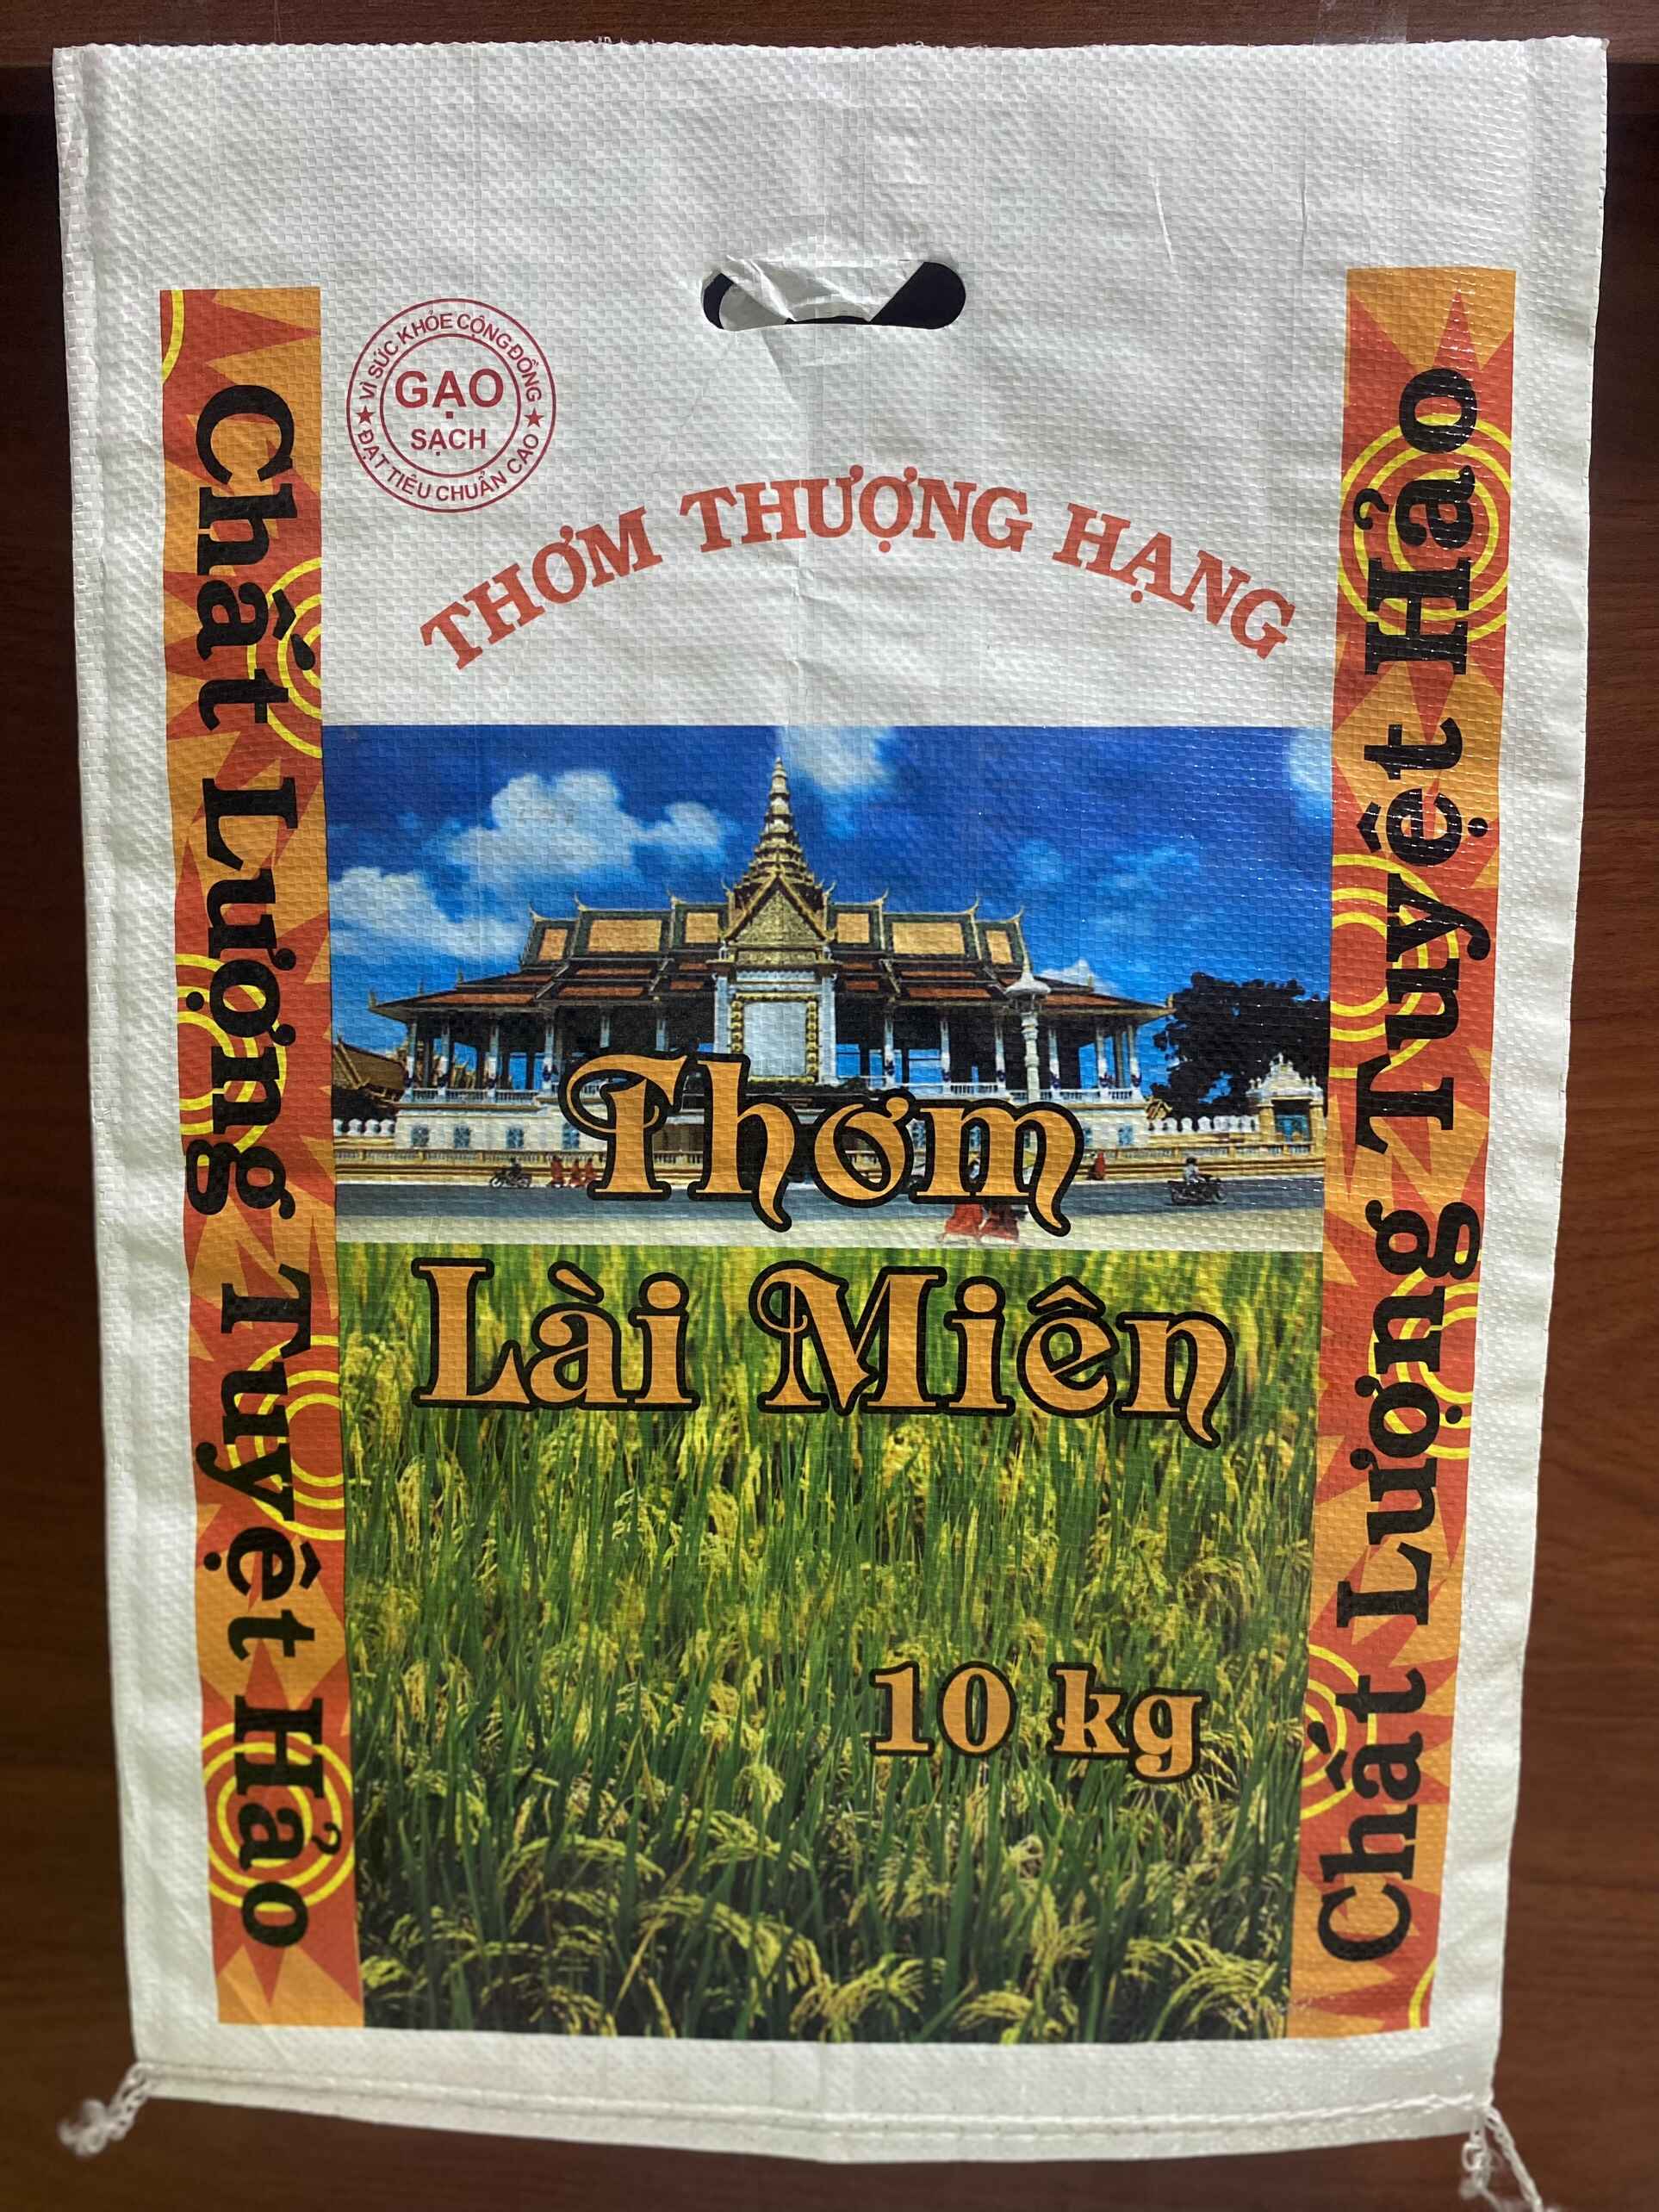 VÌ SỨC KHỎE CỘNG ĐỒNG
GẠO
SẠCH
★ ĐẠT TIÊU CHUẨN CAO ★
THƠM THƯỢNG HẠNG
Chất Lượng Tuyệt Hảo
Chất Lượng Tuyệt Hảo
Thơm
Lài Miên
10 kg